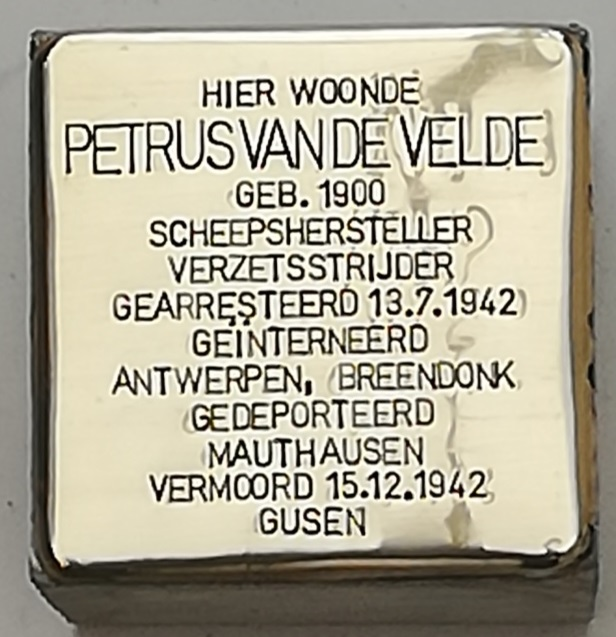 HIER WOONDE
PETRUS VAN DE VELDE
GEB. 1900
SCHEEPSHERSTELLER
VERZETSSTRIJDER
GEARRESTEERD 13.7.1942
GEÏNTERNEERD
ANTWERPEN, BREENDONK
GEDEPORTEERD
MAUTHAUSEN
VERMOORD 15.12.1942
GUSEN